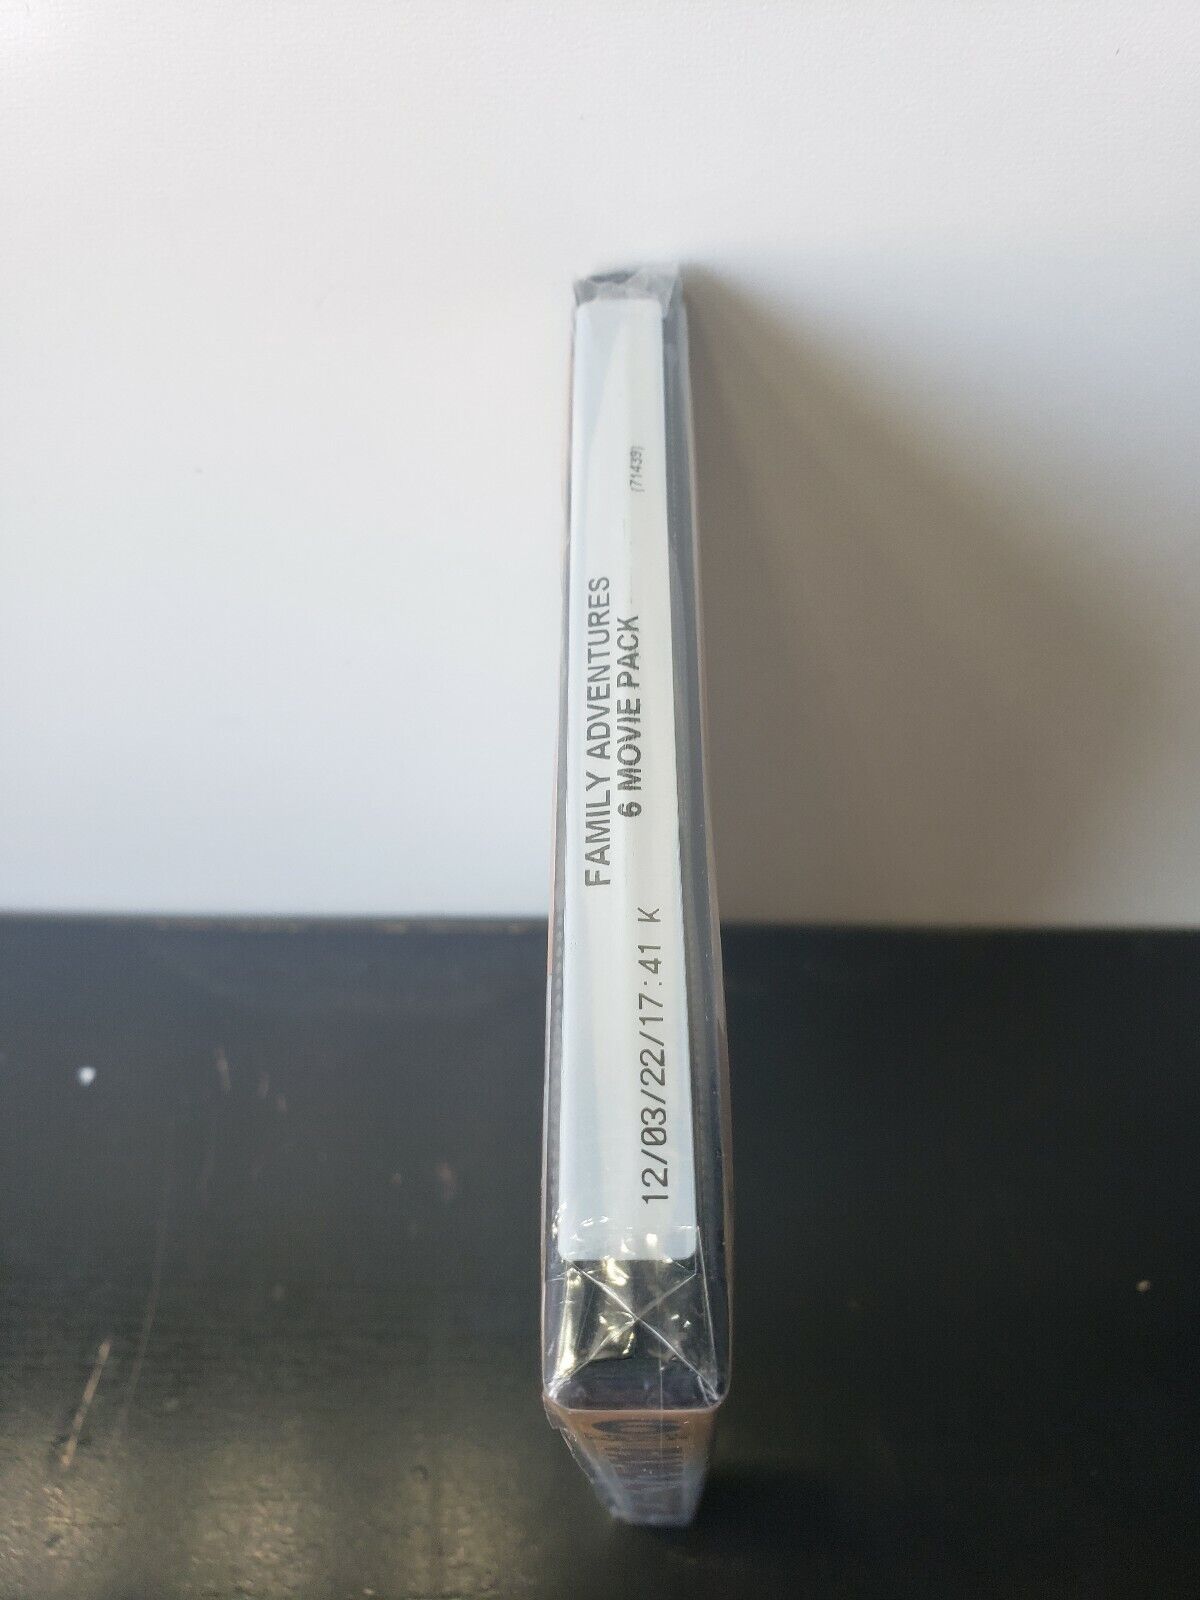 FAMILY ADVENTURES
6 MOVIE PACK
(71439)
12/03/22/17:41 K